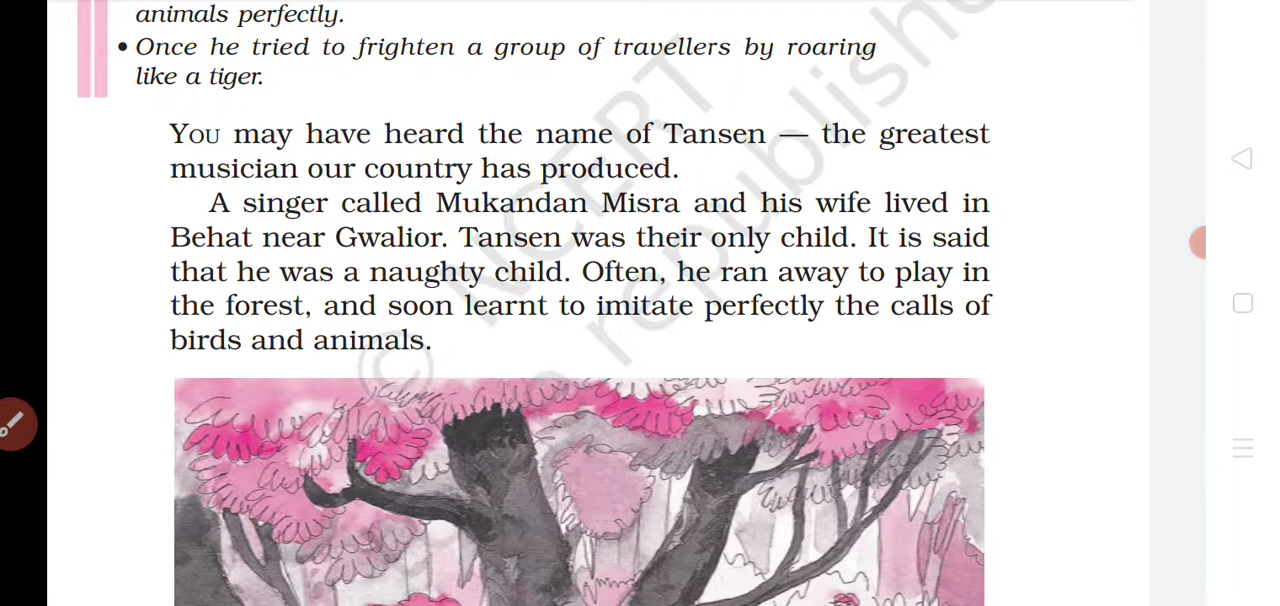 animals perfectly.
• Once he tried to frighten a group of travellers by roaring
like a tiger.
YOU may have heard the name of Tansen — the greatest
musician our country has produced.
A singer called Mukandan Misra and his wife lived in
Behat near Gwalior. Tansen was their only child. It is said
that he was a naughty child. Often, he ran away to play in
the forest, and soon learnt to imitate perfectly the calls of
birds and animals.
© NCERT
republishe